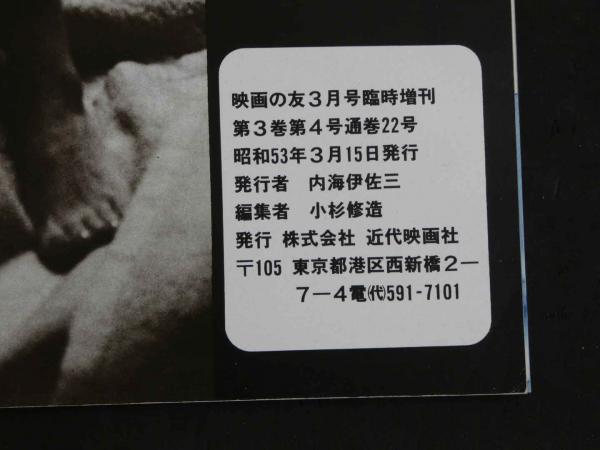 映画の友3月号臨時増刊
第3巻第4号通巻22号
昭和53年3月15日発行
発行者 内海伊佐三
編集者 小杉修造
発行 株式会社 近代映画社
〒105 東京都港区西新橋2−
7−4電㈹591-7101